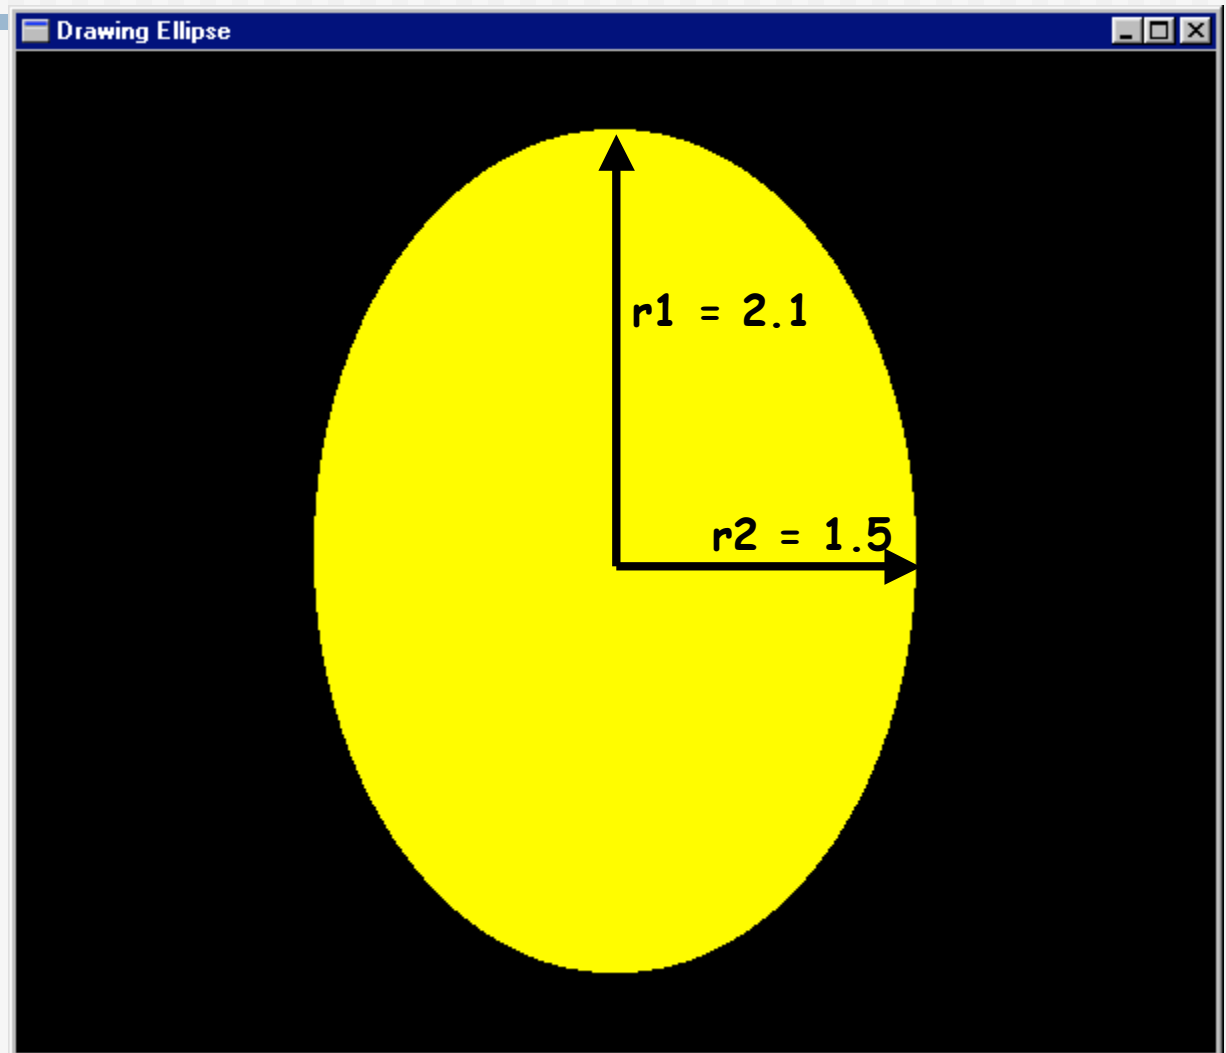 Drawing Ellipse
r1 = 2.1
r2 = 1.5